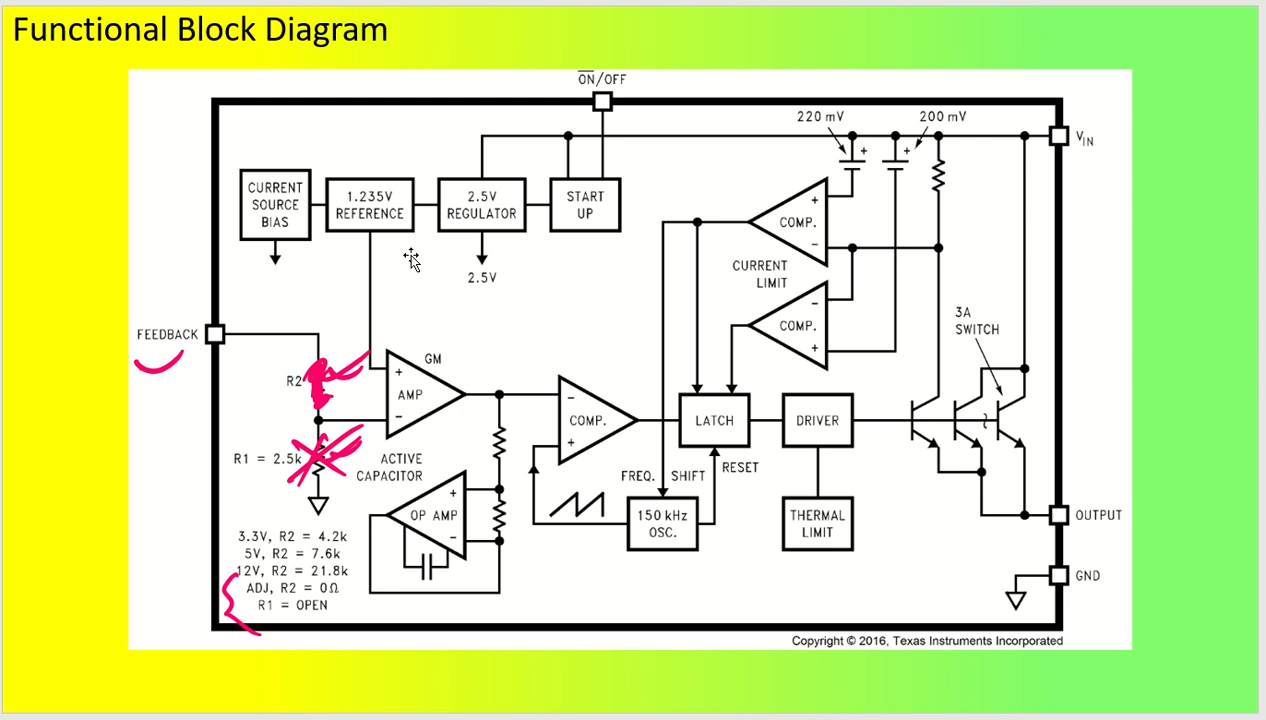 Functional Block Diagram
ON/OFF
220 mV
200 mV
VIN
CURRENT
SOURCE
BIAS
1.235V
REFERENCE
2.5V
REGULATOR
START
UP
+
COMP.
−
2.5V
CURRENT
LIMIT
−
COMP.
+
3A
SWITCH
FEEDBACK
R2
GM
+
AMP
−
−
COMP.
+
LATCH
DRIVER
R1 = 2.5k
ACTIVE
CAPACITOR
FREQ. SHIFT
RESET
+
OP AMP
−
150 kHz
OSC.
THERMAL
LIMIT
OUTPUT
3.3V, R2 = 4.2k
5V, R2 = 7.6k
12V, R2 = 21.8k
ADJ, R2 = 0Ω
R1 = OPEN
GND
Copyright © 2016, Texas Instruments Incorporated